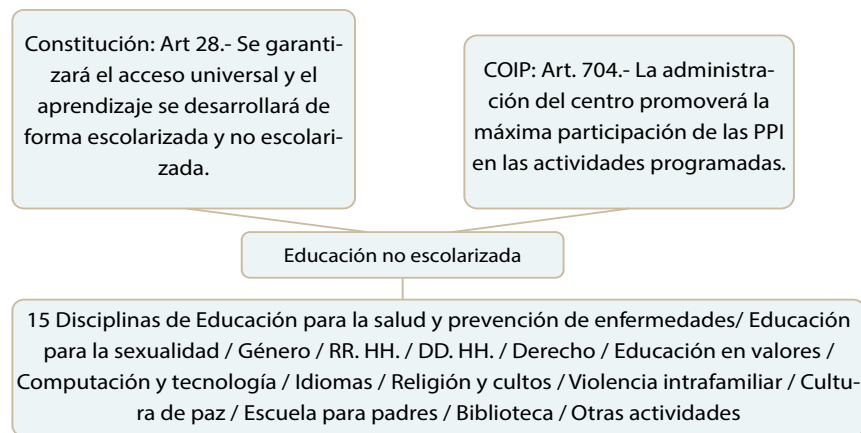 Constitución: Art 28.- Se garanti-
zará el acceso universal y el
aprendizaje se desarrollará de
forma escolarizada y no escolari-
zada.
COIP: Art. 704.- La administra-
ción del centro promoverá la
máxima participación de las PPI
en las actividades programadas.
Educación no escolarizada
15 Disciplinas de Educación para la salud y prevención de enfermedades/ Educación
para la sexualidad / Género / RR. HH. / DD. HH. / Derecho / Educación en valores /
Computación y tecnología / Idiomas / Religión y cultos / Violencia intrafamiliar / Cultu-
ra de paz / Escuela para padres / Biblioteca / Otras actividades